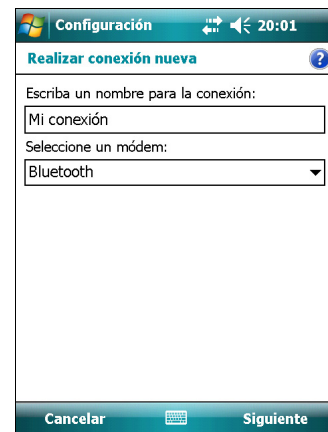 Configuración 20:01
Realizar conexión nueva ?
Escriba un nombre para la conexión:
Mi conexión
Seleccione un módem:
Bluetooth
Cancelar Siguiente